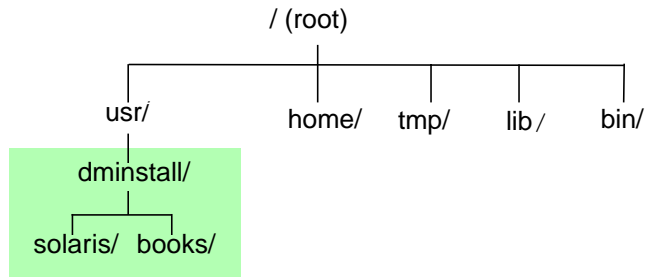 / (root)
usr/ home/ tmp/ lib/ bin/
dminstall/
solaris/ books/